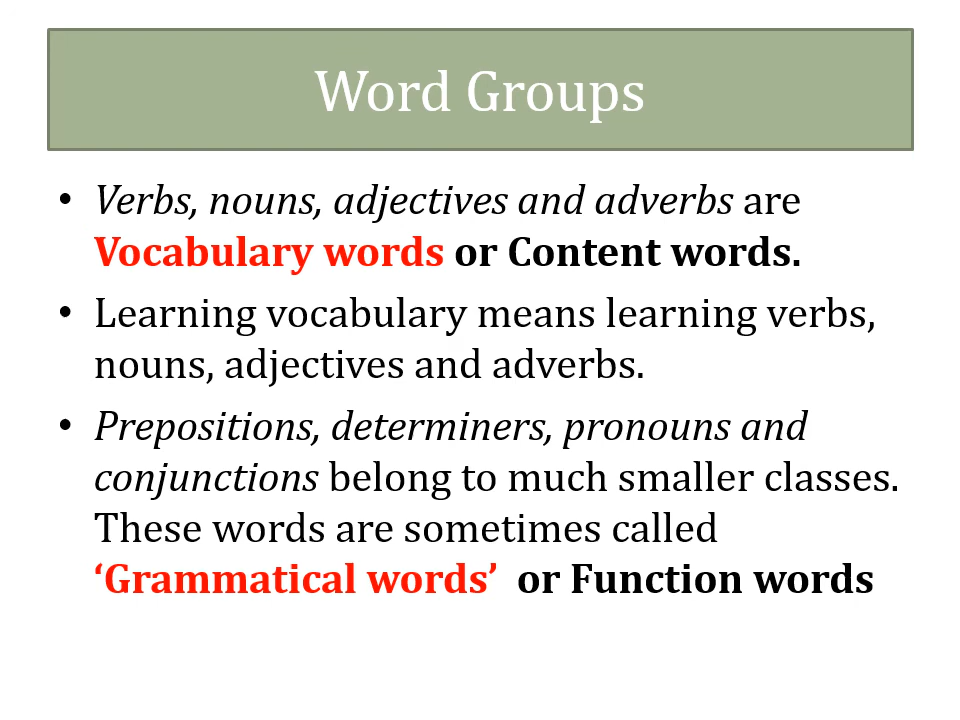 Word Groups
• Verbs, nouns, adjectives and adverbs are
Vocabulary words or Content words.
• Learning vocabulary means learning verbs,
nouns, adjectives and adverbs.
• Prepositions, determiners, pronouns and
conjunctions belong to much smaller classes.
These words are sometimes called
‘Grammatical words’  or Function words